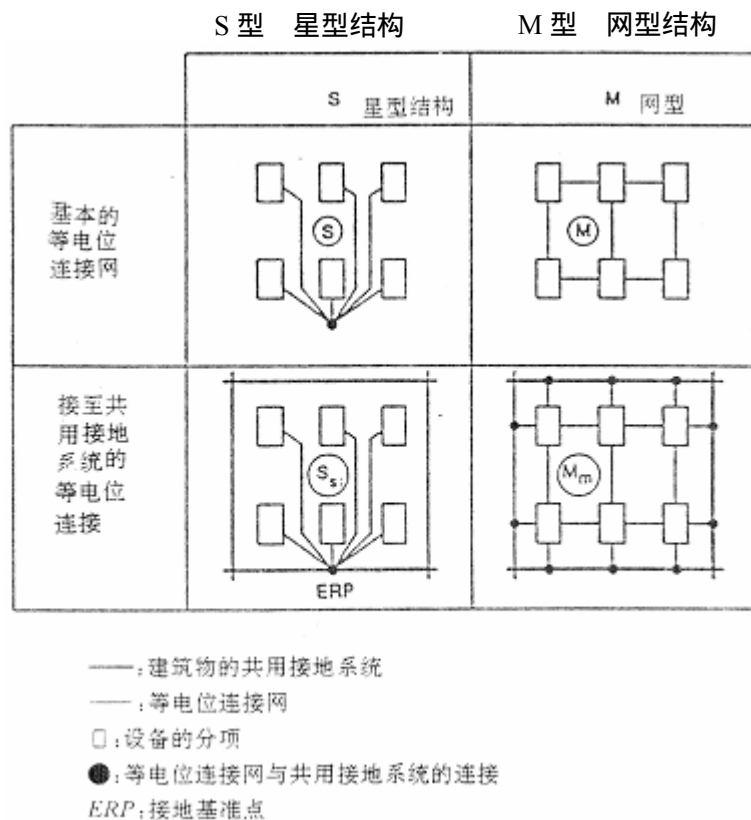 S 型 星型结构
M 型 网型结构
S 星型结构
M 网型
基本的
等电位
连接网
S
M
接至共
用接地
系统的
等电位
连接
Ss
Mm
ERP
——:建筑物的共用接地系统
——:等电位连接网
□:设备的分项
●:等电位连接网与共用接地系统的连接
ERP:接地基准点